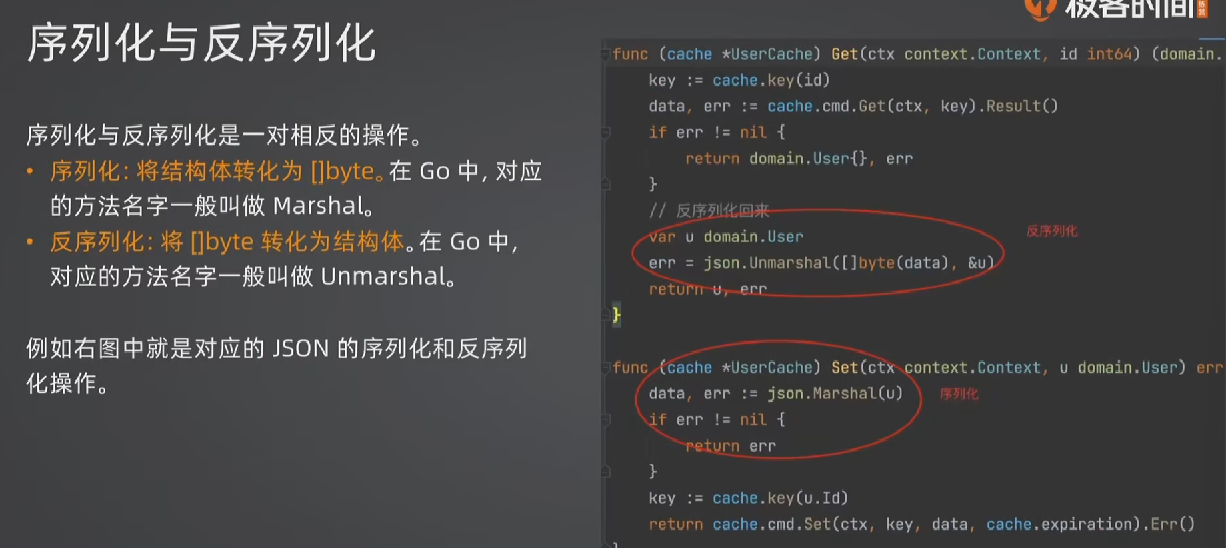 极客时间
序列化与反序列化
序列化与反序列化是一对相反的操作。
• 序列化：将结构体转化为 []byte。在 Go 中，对应
的方法名字一般叫做 Marshal。
• 反序列化：将 []byte 转化为结构体。在 Go 中，
对应的方法名字一般叫做 Unmarshal。
例如右图中就是对应的 JSON 的序列化和反序列
化操作。
func (cache *UserCache) Get(ctx context.Context, id int64) (domain.
key := cache.key(id)
data, err := cache.cmd.Get(ctx, key).Result()
if err != nil {
return domain.User{}, err
}
// 反序列化回来
var u domain.User
err = json.Unmarshal([]byte(data), &u)
return u, err
}
反序列化
func (cache *UserCache) Set(ctx context.Context, u domain.User) err
data, err := json.Marshal(u)
if err != nil {
return err
}
key := cache.key(u.Id)
return cache.cmd.Set(ctx, key, data, cache.expiration).Err()
}
序列化